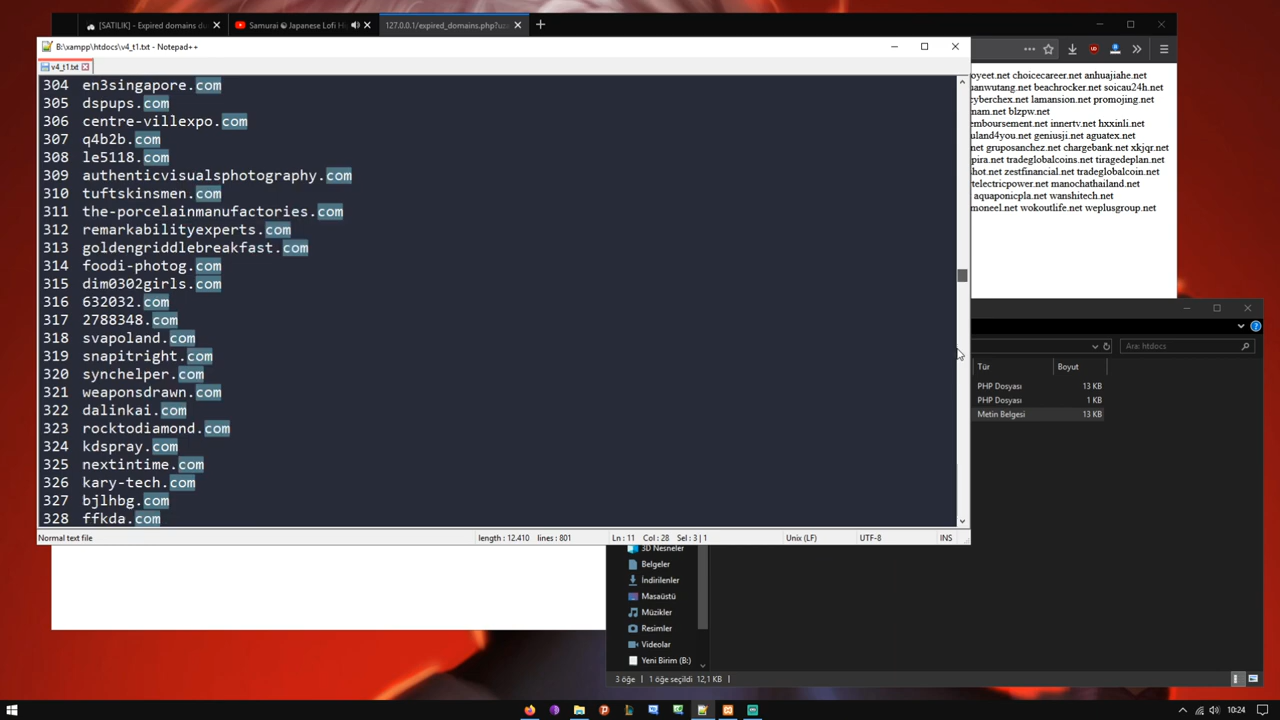 [SATILIK] - Expired domains du
Samurai ☯ Japanese Lofi Hi
127.0.0.1/expired_domains.php?uza
B:\xampp\htdocs\v4_t1.txt - Notepad++
v4_t1.txt
304 en3singapore.com
305 dspups.com
306 centre-villexpo.com
307 q4b2b.com
308 le5118.com
309 authenticvisualsphotography.com
310 tuftskinsmen.com
311 the-porcelainmanufactories.com
312 remarkabilityexperts.com
313 goldengriddlebreakfast.com
314 foodi-photog.com
315 dim0302girls.com
316 632032.com
317 2788348.com
318 svapoland.com
319 snapitright.com
320 synchelper.com
321 weaponsdrawn.com
322 dalinkai.com
323 rocktodiamond.com
324 kdspray.com
325 nextintime.com
326 kary-tech.com
327 bjlhbg.com
328 ffkda.com
Normal text file
length : 12.410 lines : 801
Ln : 11 Col : 28 Sel : 3 | 1
Unix (LF)
UTF-8
INS
oyeet.net choicecareer.net anhuajiahe.net
anwutang.net beachrocker.net soicau24h.net
yberchex.net lamansion.net promojing.net
nam.net blzpw.net
emboursement.net innertv.net hxxinli.net
uland4you.net geniusji.net aguatex.net
net gruposanchez.net chargebank.net xkjqr.net
pira.net tradeglobalcoins.net tiragedeplan.net
shot.net zestfinancial.net tradeglobalcoin.net
rtelectricpower.net manochathailand.net
aquaponicpla.net wanshitech.net
moneel.net wokoutlife.net weplusgroup.net
Ara: htdocs
Tür Boyut
PHP Dosyası 13 KB
PHP Dosyası 1 KB
Metin Belgesi 13 KB
3D Nesneler
Belgeler
İndirilenler
Masaüstü
Müzikler
Resimler
Videolar
Yeni Birim (B:)
3 öğe
1 öğe seçildi 12,1 KB
10:24